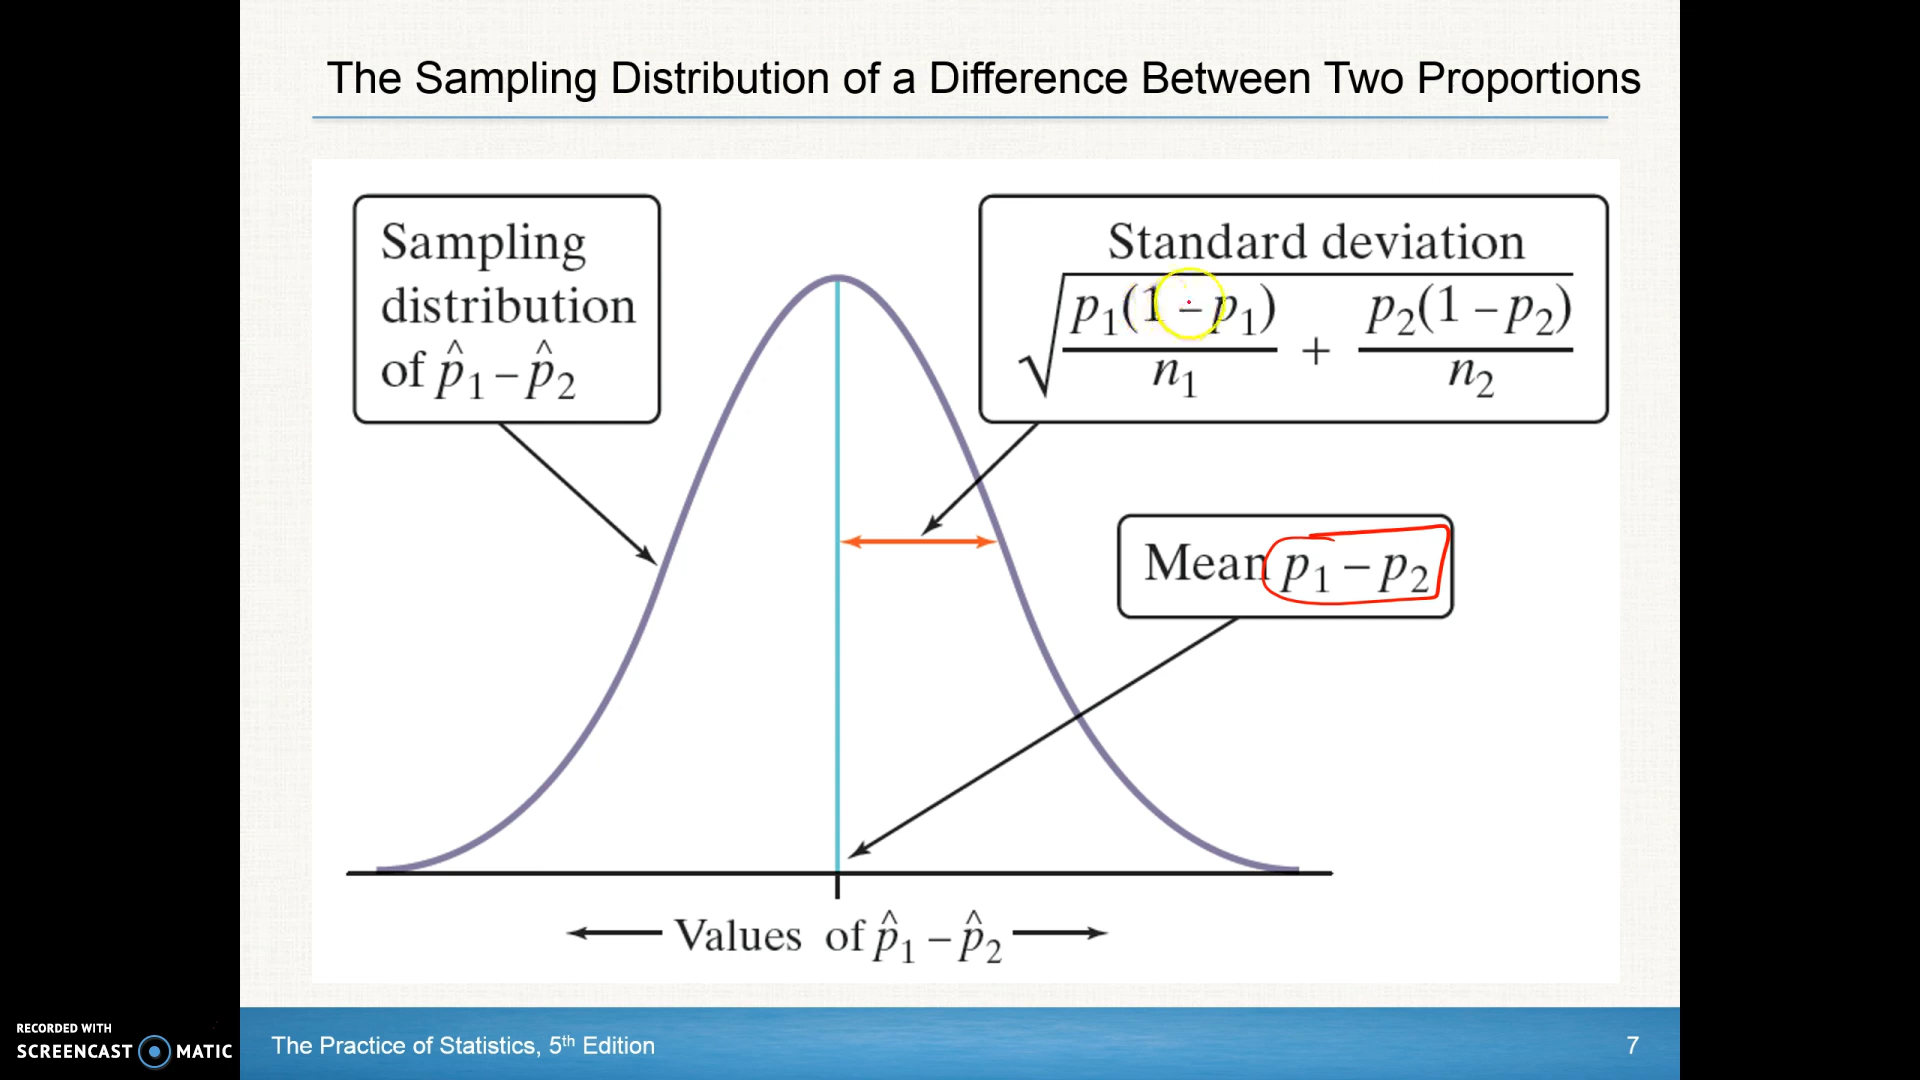 The Sampling Distribution of a Difference Between Two Proportions
Sampling
distribution
of p̂₁ – p̂₂
Standard deviation
√ p₁(1 – p₁)/n₁ + p₂(1 – p₂)/n₂
Mean p₁ – p₂
Values of p̂₁ – p̂₂
RECORDED WITH
SCREENCAST MATIC
The Practice of Statistics, 5th Edition
7